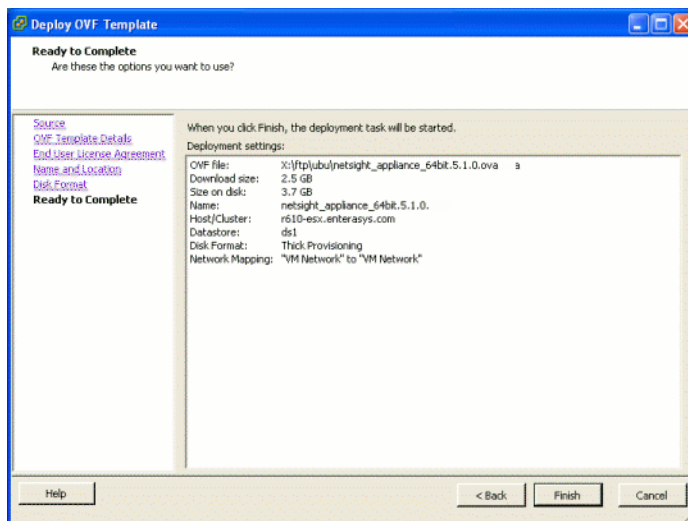 Deploy OVF Template
Ready to Complete
Are these the options you want to use?
Source
OVF Template Details
End User License Agreement
Name and Location
Disk Format
Ready to Complete
When you click Finish, the deployment task will be started.
Deployment settings:
OVF file: X:\ftp\ubu\netsight_appliance_64bit.5.1.0.ova a
Download size: 2.5 GB
Size on disk: 3.7 GB
Name: netsight_appliance_64bit.5.1.0.
Host/Cluster: r610-esx.enterasys.com
Datastore: ds1
Disk Format: Thick Provisioning
Network Mapping: "VM Network" to "VM Network"
Help
< Back
Finish
Cancel